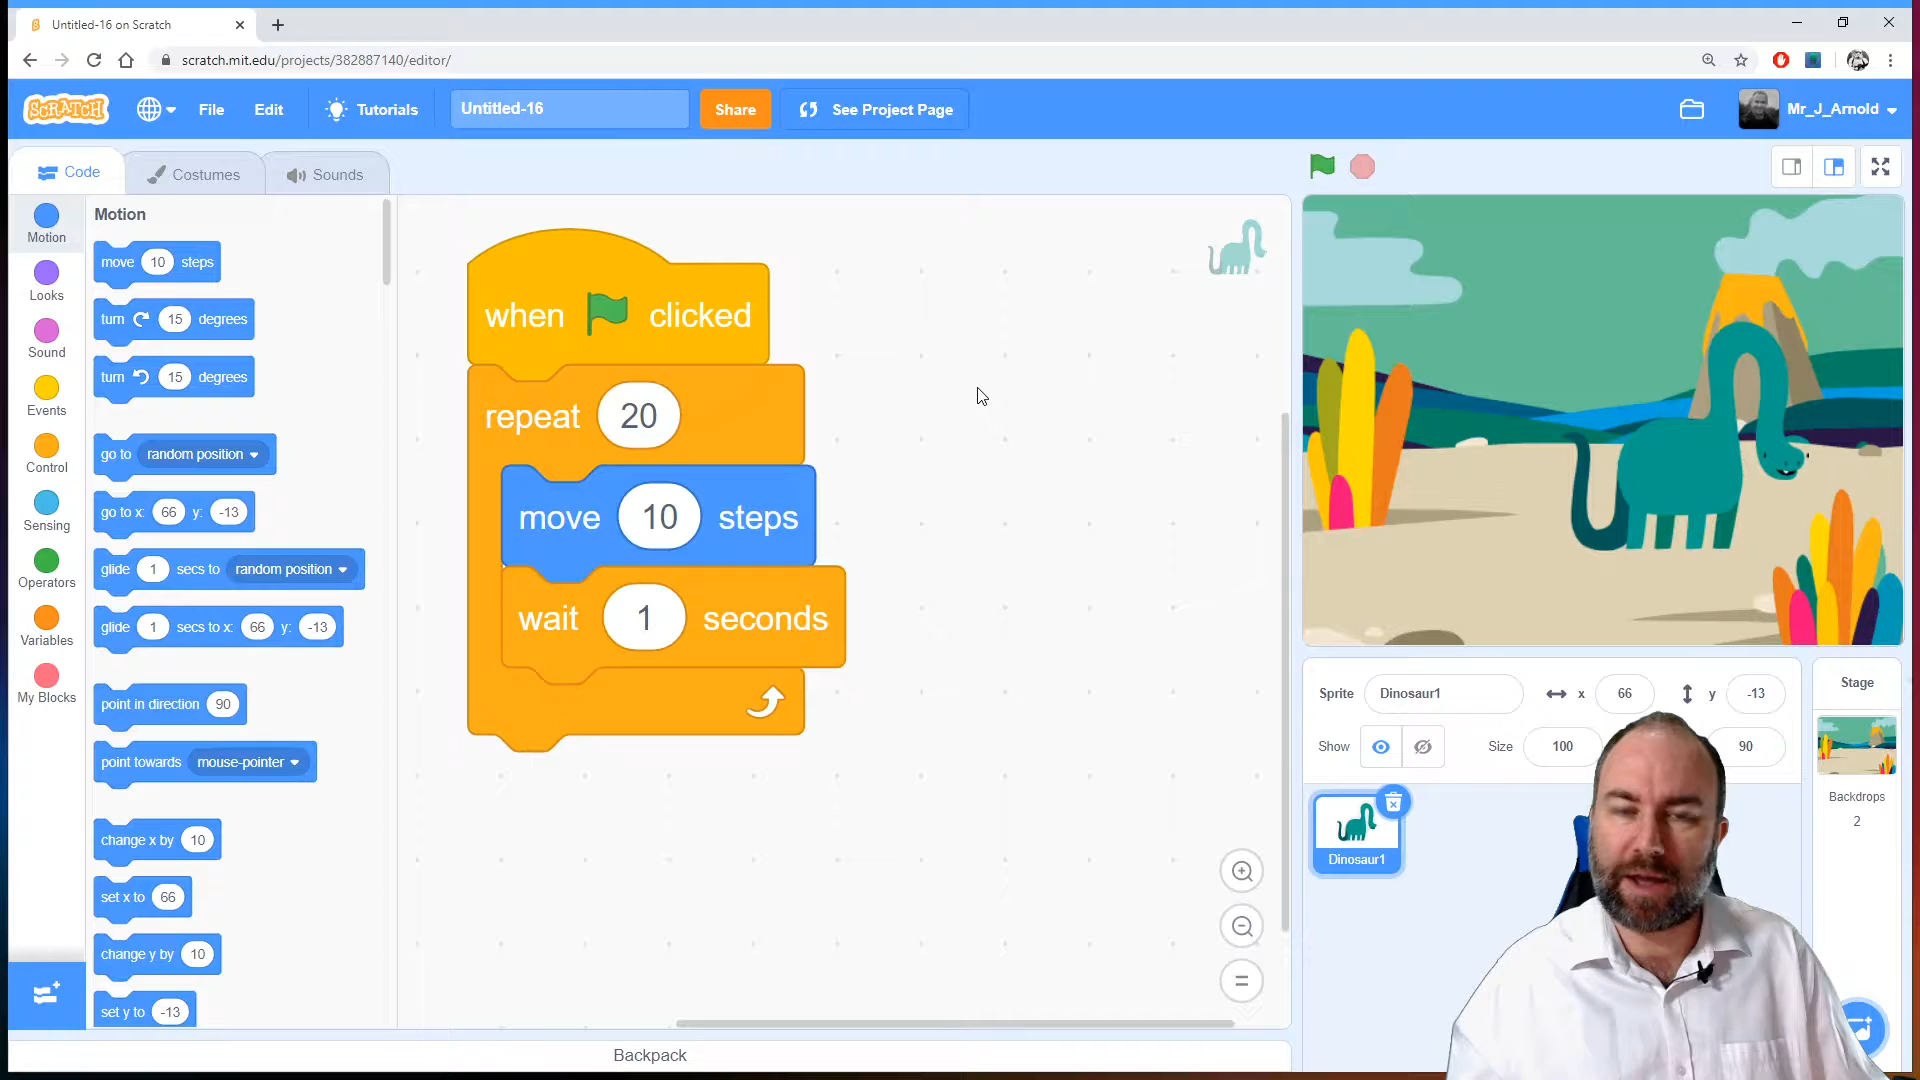 Untitled-16 on Scratch
scratch.mit.edu/projects/382887140/editor/
SCRATCH
File
Edit
Tutorials
Untitled-16
Share
See Project Page
Mr_J_Arnold
Code
Costumes
Sounds
Motion
Looks
Sound
Events
Control
Sensing
Operators
Variables
My Blocks
Motion
move 10 steps
turn 15 degrees
turn 15 degrees
go to random position
go to x: 66 y: -13
glide 1 secs to random position
glide 1 secs to x: 66 y: -13
point in direction 90
point towards mouse-pointer
change x by 10
set x to 66
change y by 10
set y to -13
when clicked
repeat 20
move 10 steps
wait 1 seconds
Backpack
Sprite Dinosaur1 x 66 y -13
Show Size 100 90
Dinosaur1
Stage
Backdrops
2